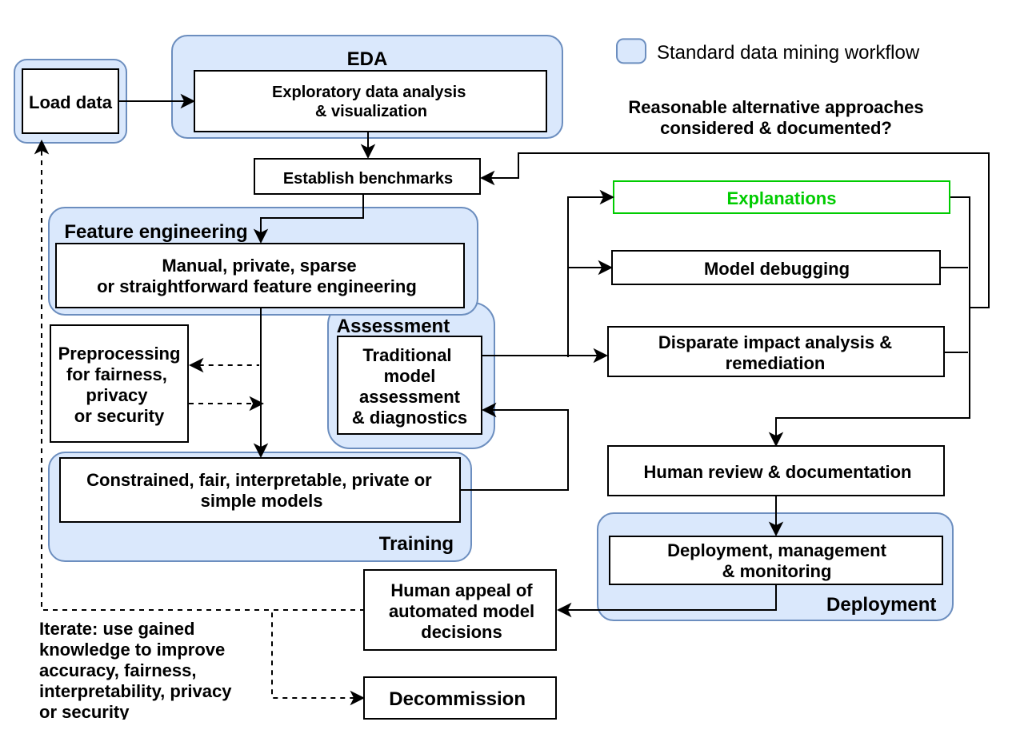 Standard data mining workflow
EDA
Load data
Exploratory data analysis
& visualization
Reasonable alternative approaches
considered & documented?
Establish benchmarks
Explanations
Feature engineering
Manual, private, sparse
or straightforward feature engineering
Model debugging
Assessment
Traditional
model
assessment
& diagnostics
Disparate impact analysis &
remediation
Preprocessing
for fairness,
privacy
or security
Constrained, fair, interpretable, private or
simple models
Training
Human review & documentation
Deployment, management
& monitoring
Deployment
Human appeal of
automated model
decisions
Iterate: use gained
knowledge to improve
accuracy, fairness,
interpretability, privacy
or security
Decommission